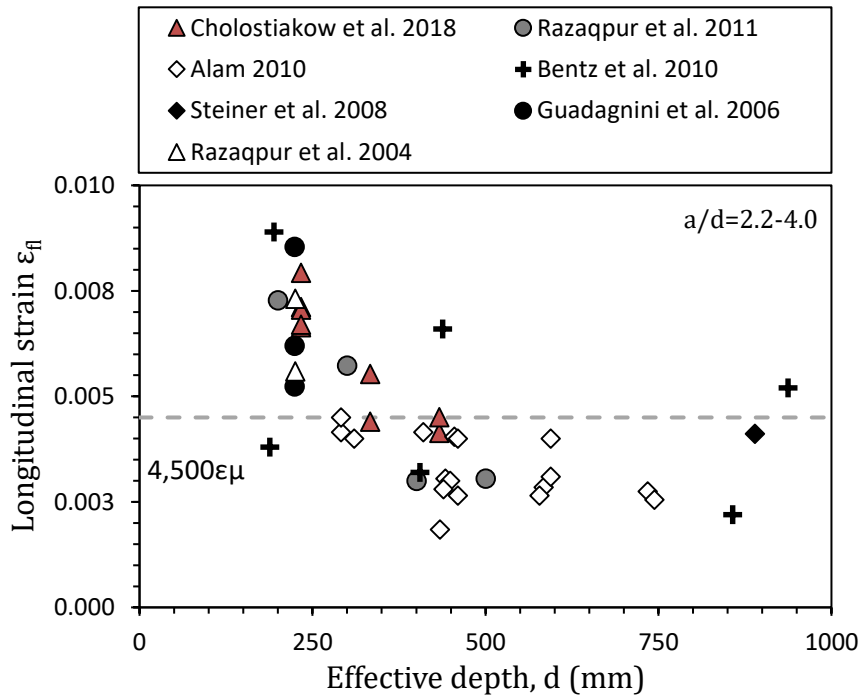 Cholostiakow et al. 2018
Razaqpur et al. 2011
Alam 2010
Bentz et al. 2010
Steiner et al. 2008
Guadagnini et al. 2006
Razaqpur et al. 2004
0.010
a/d=2.2-4.0
0.008
0.005
4,500εμ
0.003
0.000
0
250
500
750
1000
Longitudinal strain εfl
Effective depth, d (mm)